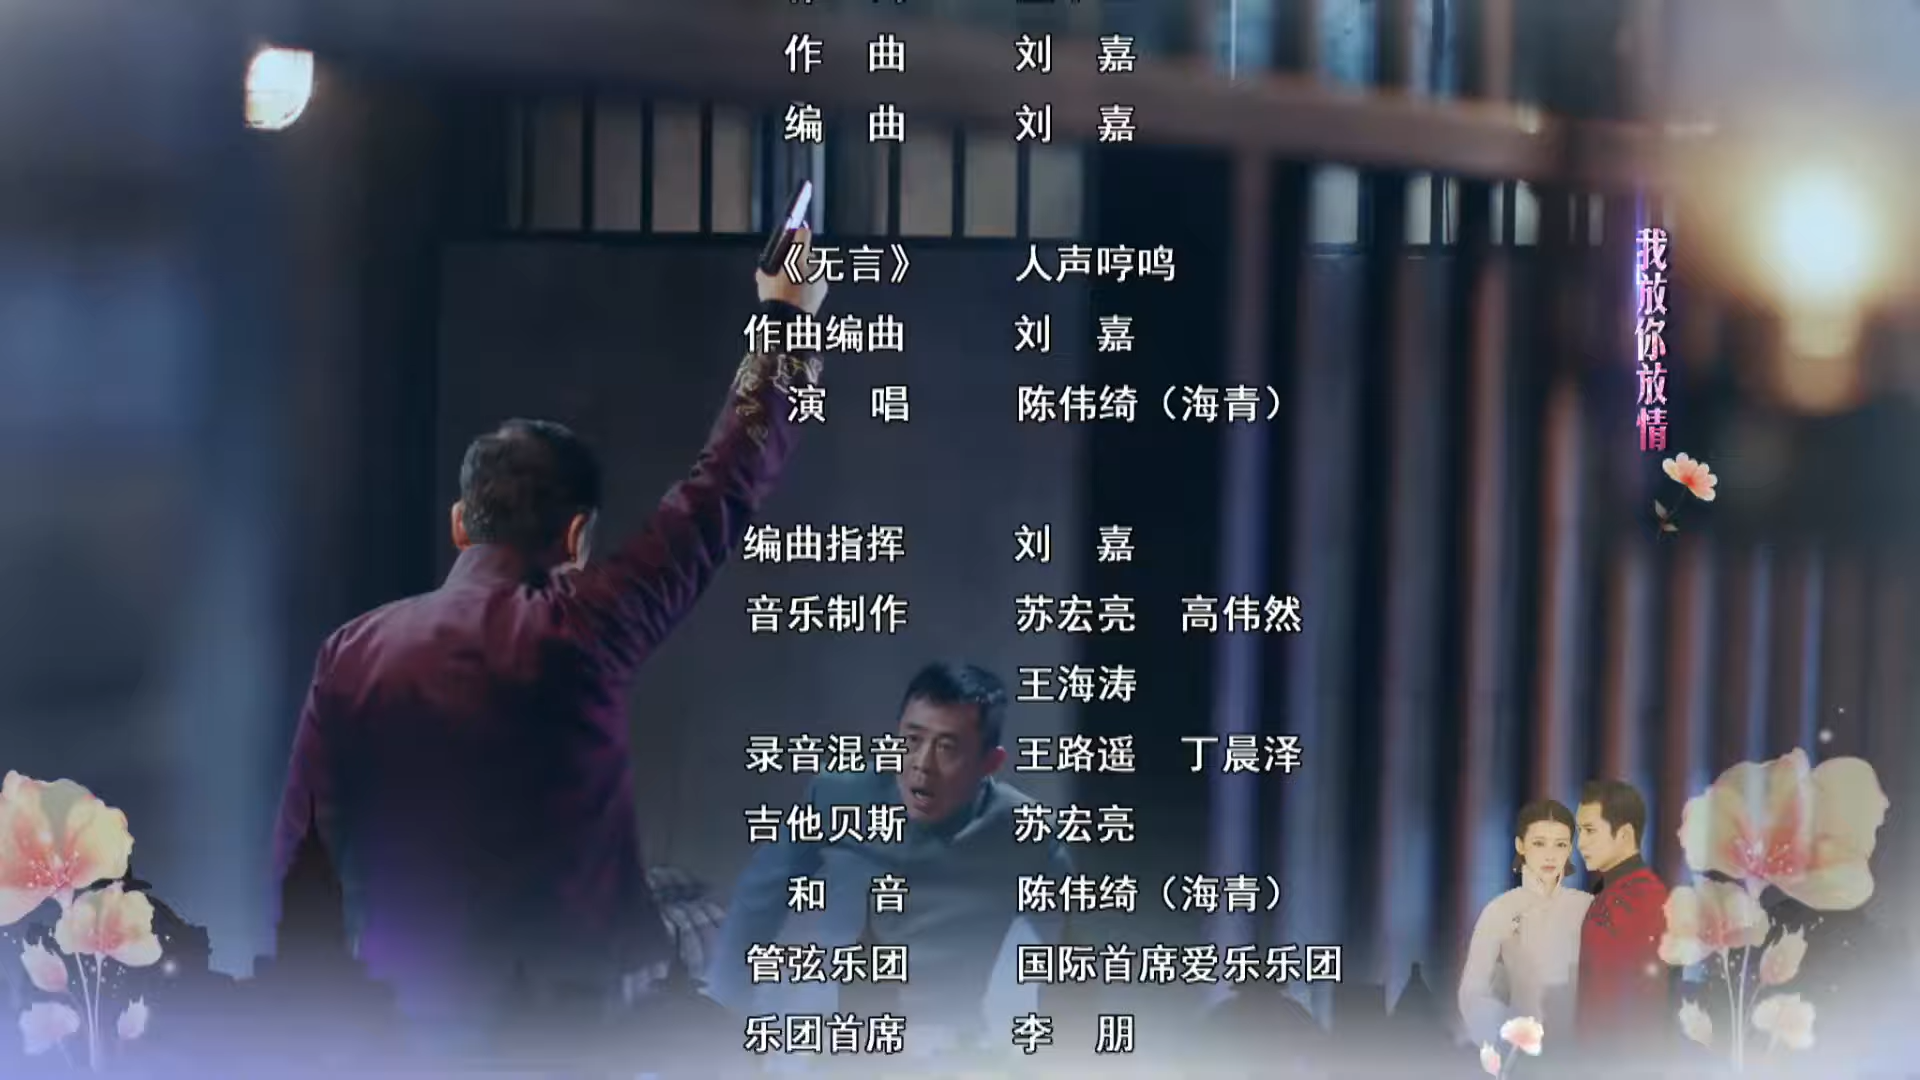 作 曲 刘 嘉
编 曲 刘 嘉
《无言》 人声哼鸣
作曲编曲 刘 嘉
演 唱 陈伟绮（海青）
编曲指挥 刘 嘉
音乐制作 苏宏亮 高伟然
王海涛
录音混音 王路遥 丁晨泽
吉他贝斯 苏宏亮
和 音 陈伟绮（海青）
管弦乐团 国际首席爱乐乐团
乐团首席 李 朋
我放你放情